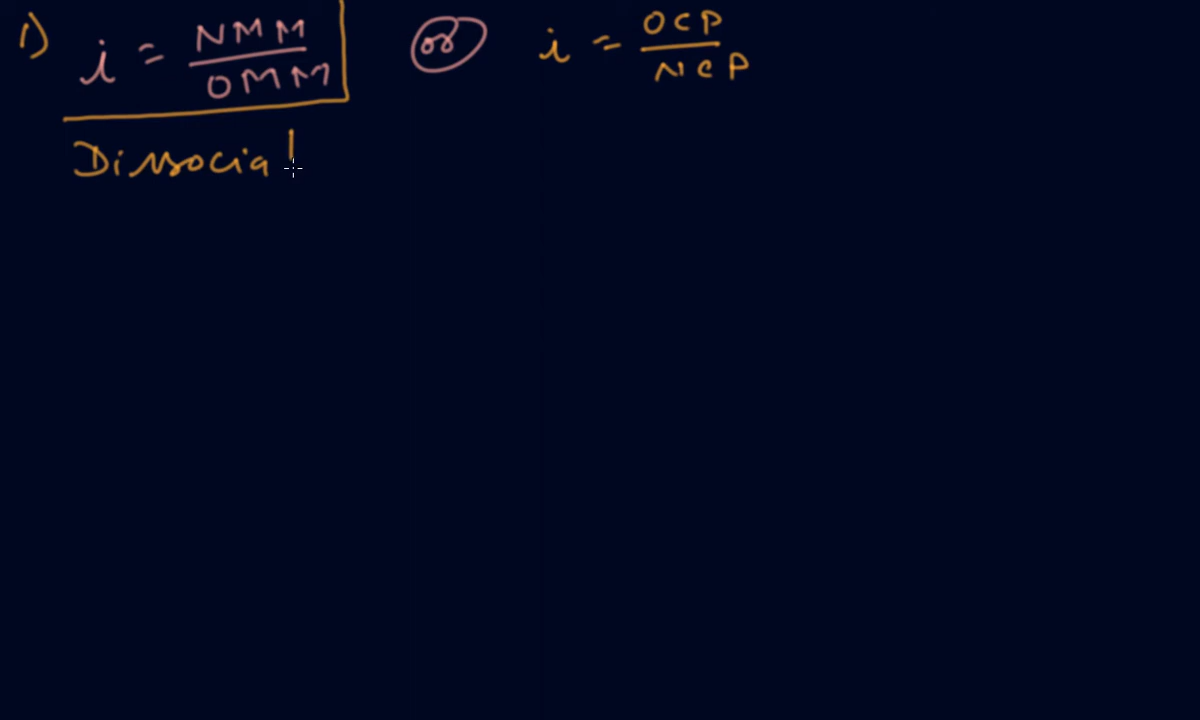 1) i = NMM / OMM or i = OCP / NCP
Dissocia